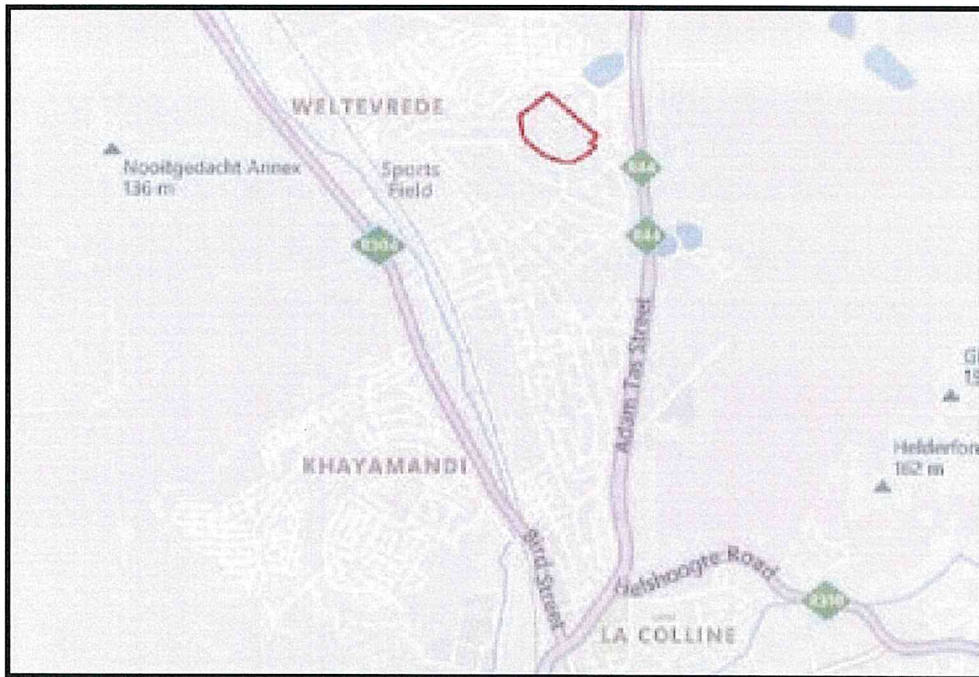 WELTEVREDE
Nooitgedacht Annex
136 m
Sports
Field
R44
R304
R44
Adam Tas Street
Helderfon
162 m
KHAYAMANDI
Bird Street
Helshoogte Road
R310
LA COLLINE